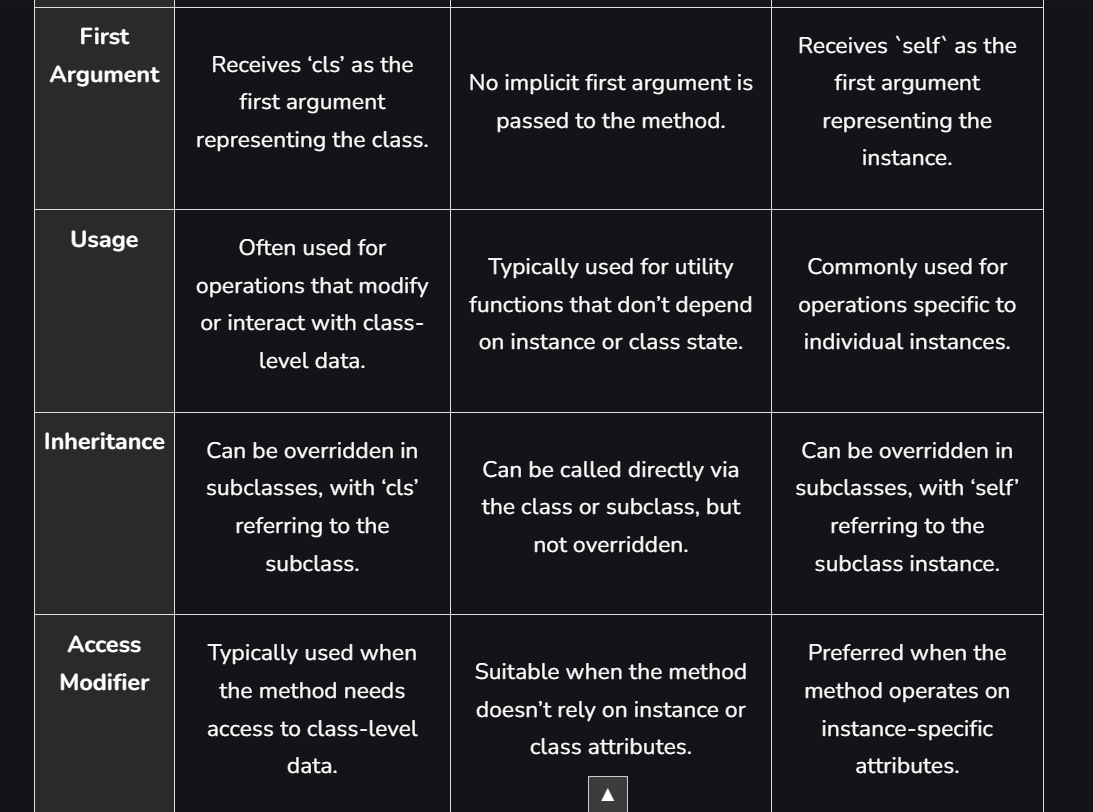 First
Argument
Receives ‘cls’ as the
first argument
representing the class.
No implicit first argument is
passed to the method.
Receives `self` as the
first argument
representing the
instance.
Usage
Often used for
operations that modify
or interact with class-
level data.
Typically used for utility
functions that don’t depend
on instance or class state.
Commonly used for
operations specific to
individual instances.
Inheritance
Can be overridden in
subclasses, with ‘cls’
referring to the
subclass.
Can be called directly via
the class or subclass, but
not overridden.
Can be overridden in
subclasses, with ‘self’
referring to the
subclass instance.
Access
Modifier
Typically used when
the method needs
access to class-level
data.
Suitable when the method
doesn’t rely on instance or
class attributes.
Preferred when the
method operates on
instance-specific
attributes.